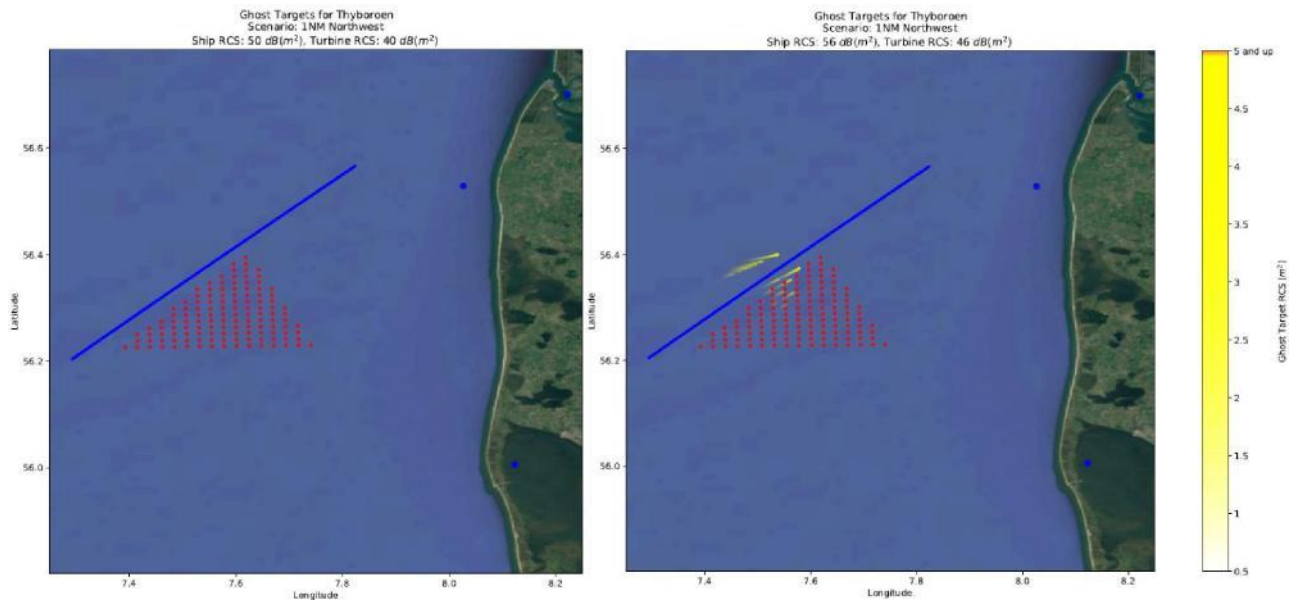 Ghost Targets for Thyboroen
Scenario: 1NM Northwest
Ship RCS: 50 dB(m²), Turbine RCS: 40 dB(m²)
56.6
56.4
56.2
56.0
Latitude
7.4
7.6
7.8
8.0
8.2
Longitude
Ghost Targets for Thyboroen
Scenario: 1NM Northwest
Ship RCS: 56 dB(m²), Turbine RCS: 46 dB(m²)
56.6
56.4
56.2
56.0
Latitude
7.4
7.6
7.8
8.0
8.2
Longitude
5 and up
4.5
4
3.5
3
2.5
2
1.5
1
0.5
Ghost Target RCS [m²]